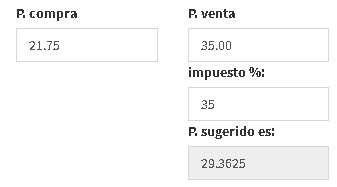 P. compra
P. venta
21.75
35.00
impuesto %:
35
P. sugerido es:
29.3625